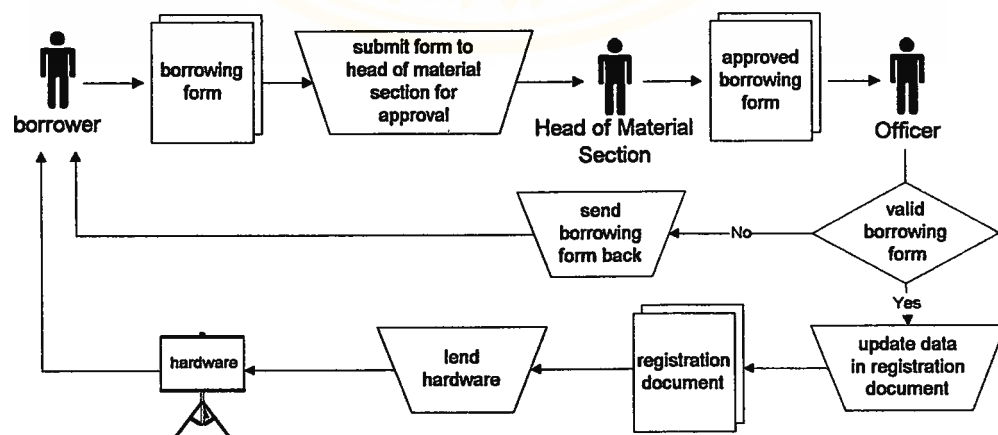 borrowing
form
submit form to
head of material
section for
approval
approved
borrowing
form
borrower
Head of Material
Section
Officer
send
borrowing
form back
No
valid
borrowing
form
Yes
hardware
lend
hardware
registration
document
update data
in registration
document